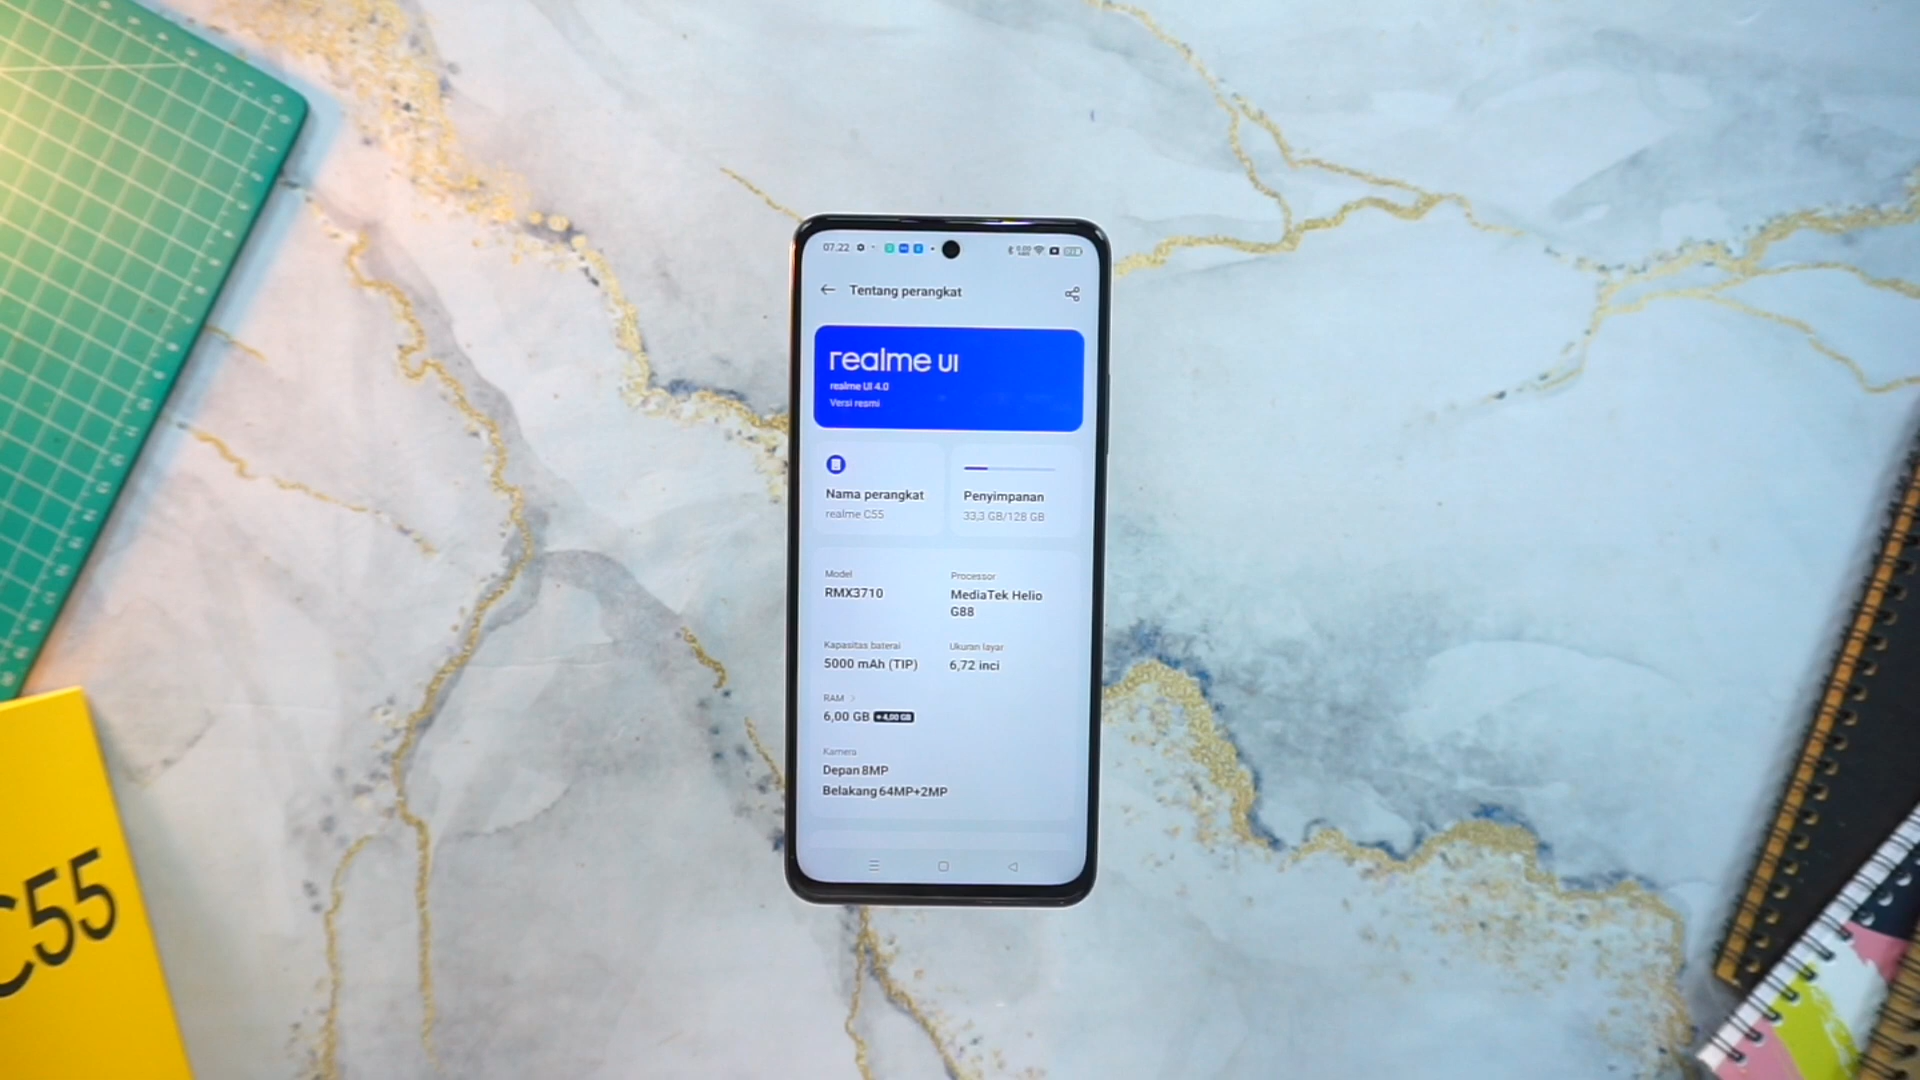 07.22
Tentang perangkat
realme UI
realme UI 4.0
Versi resmi
Nama perangkat
realme C55
Penyimpanan
33,3 GB/128 GB
Model
RMX3710
Processor
MediaTek Helio
G88
Kapasitas baterai
5000 mAh (TIP)
Ukuran layar
6,72 inci
RAM
6,00 GB +4,00 GB
Kamera
Depan 8MP
Belakang 64MP+2MP
C55